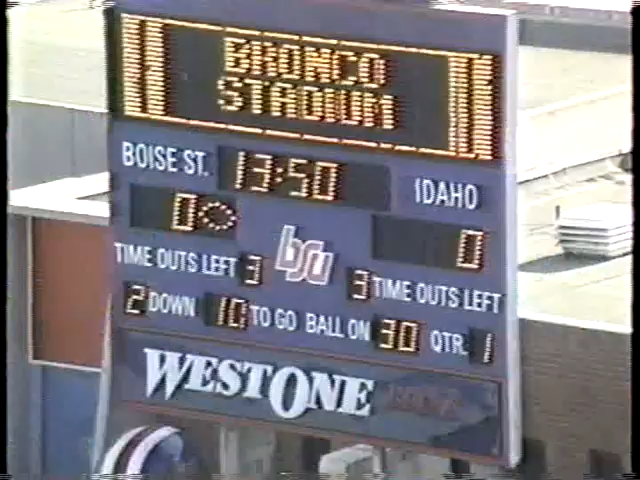 BRONCO
STADIUM
BOISE ST. 13:50 IDAHO
0 0
TIME OUTS LEFT 3 bsu 3 TIME OUTS LEFT
2 DOWN 10 TO GO BALL ON 30 QTR. 1
WESTONE